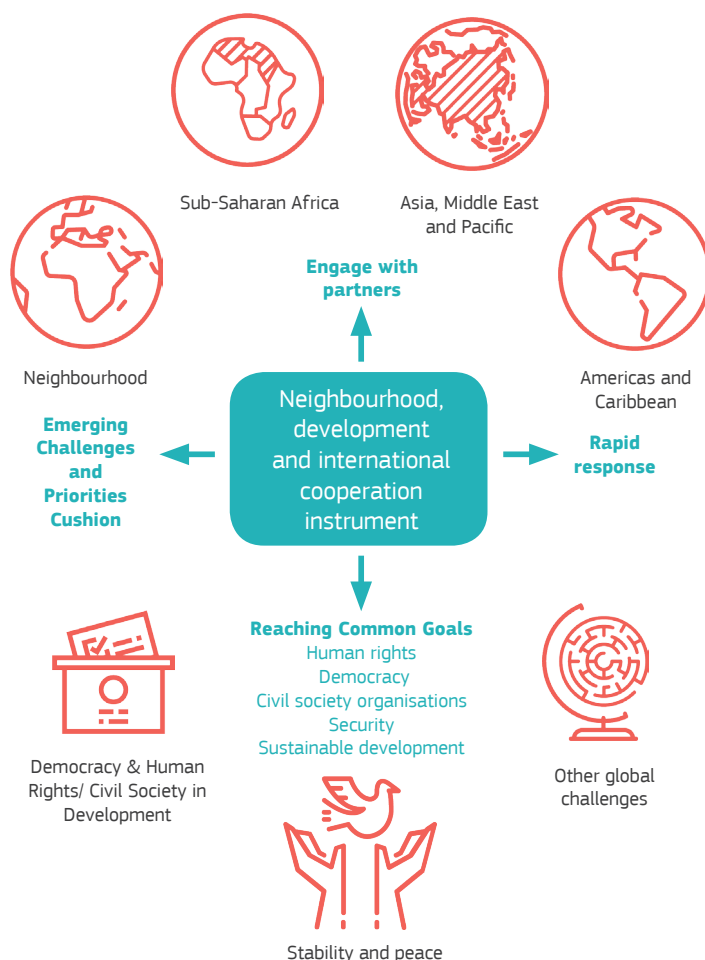 Sub-Saharan Africa
Asia, Middle East
and Pacific
Engage with
partners
Neighbourhood
Americas and
Caribbean
Emerging
Challenges
and
Priorities
Cushion
Neighbourhood,
development
and international
cooperation
instrument
Rapid
response
Reaching Common Goals
Human rights
Democracy
Civil society organisations
Security
Sustainable development
Democracy & Human
Rights/ Civil Society in
Development
Other global
challenges
Stability and peace